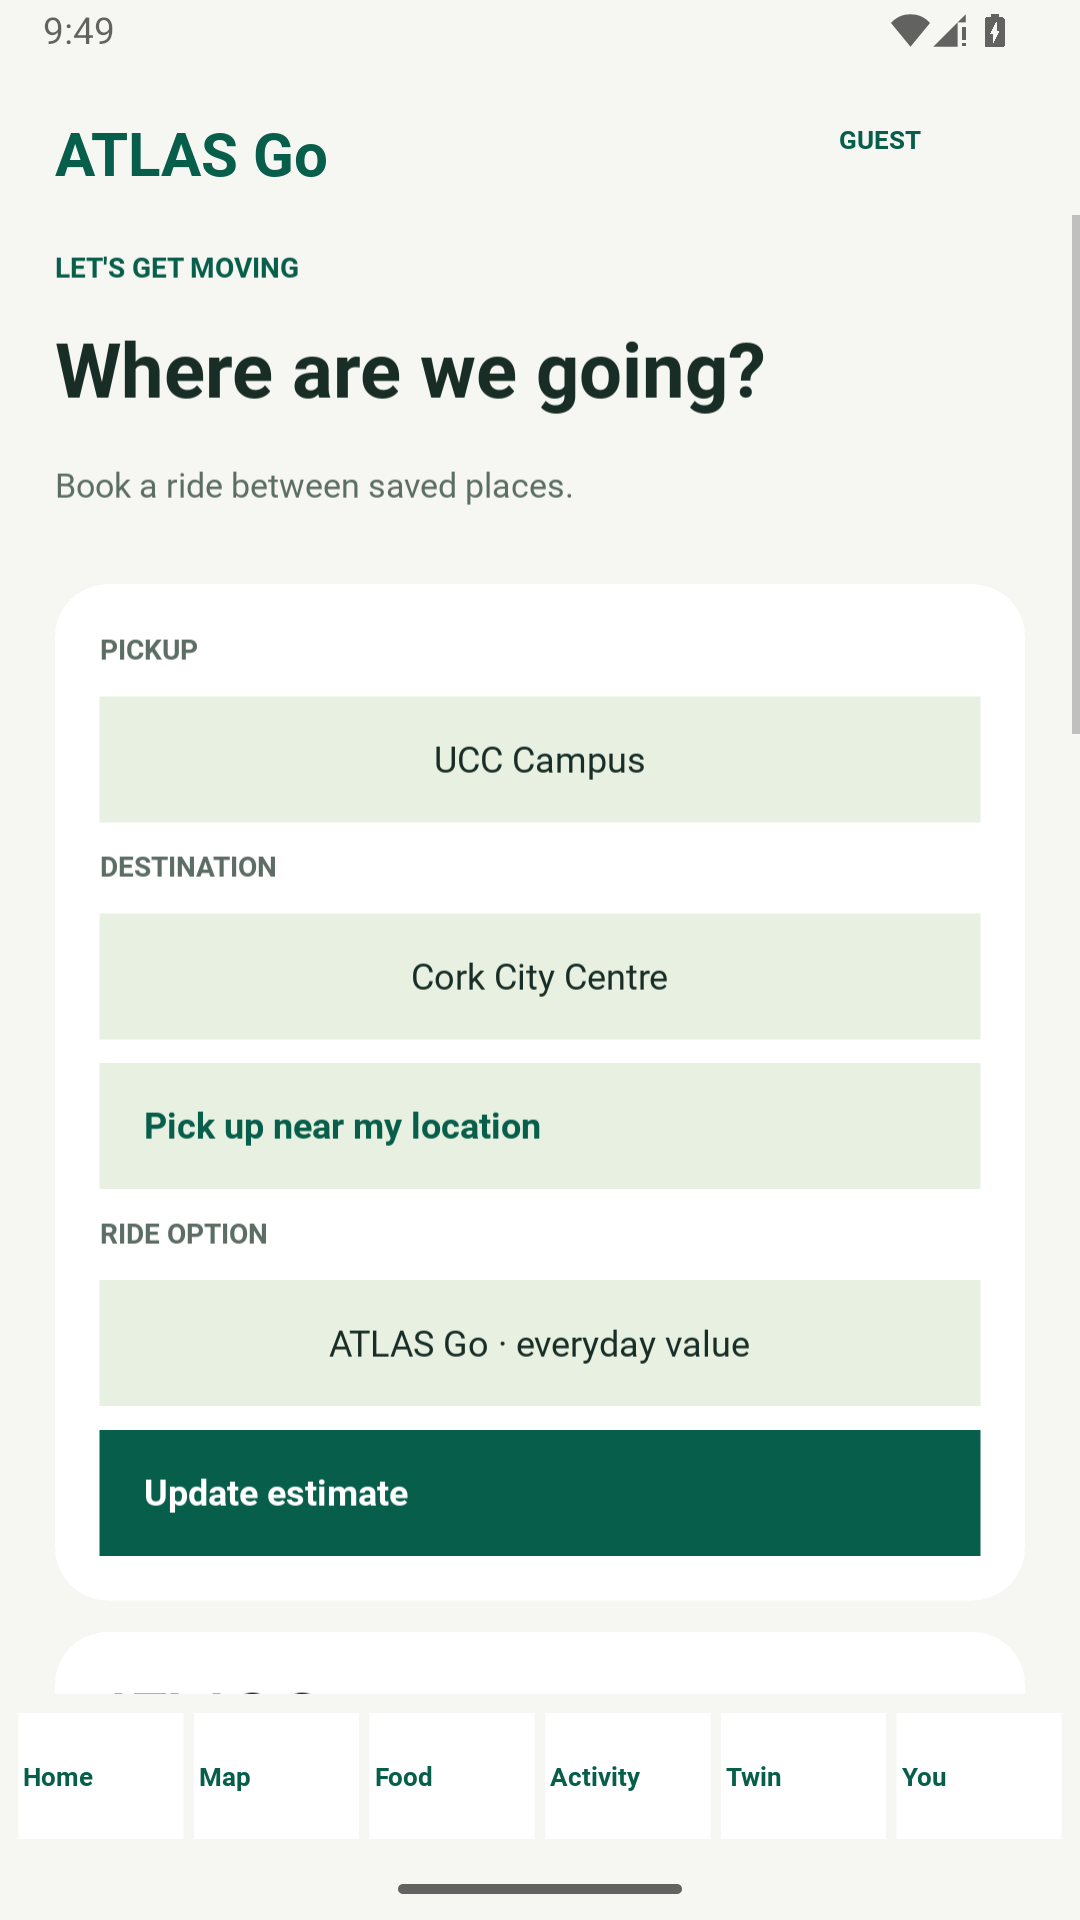 9:49
ATLAS Go
GUEST
LET'S GET MOVING
Where are we going?
Book a ride between saved places.
PICKUP
UCC Campus
DESTINATION
Cork City Centre
Pick up near my location
RIDE OPTION
ATLAS Go · everyday value
Update estimate
Home
Map
Food
Activity
Twin
You